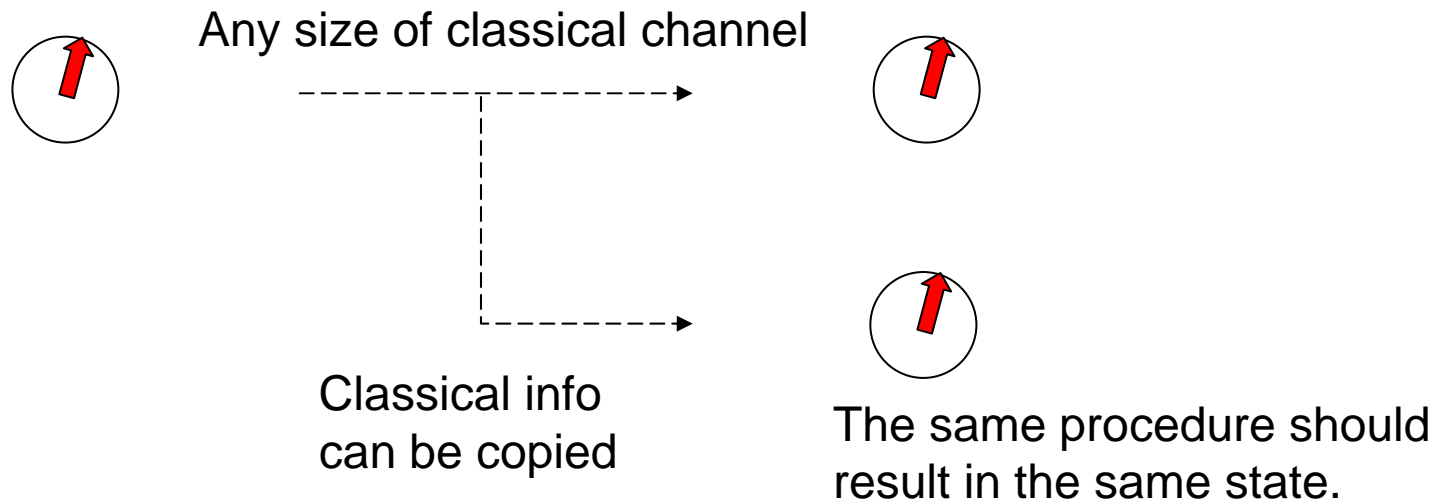 Any size of classical channel
Classical info
can be copied
The same procedure should
result in the same state.